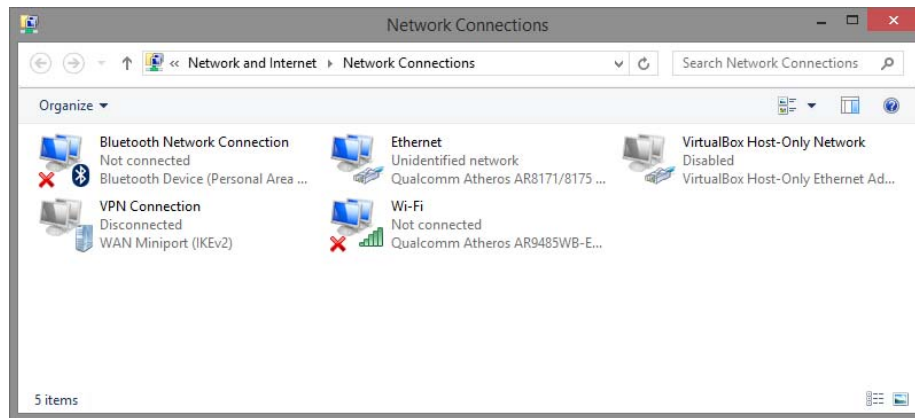 Network Connections
« Network and Internet Network Connections
Search Network Connections
Organize
Bluetooth Network Connection
Not connected
Bluetooth Device (Personal Area ...
Ethernet
Unidentified network
Qualcomm Atheros AR8171/8175 ...
VirtualBox Host-Only Network
Disabled
VirtualBox Host-Only Ethernet Ad...
VPN Connection
Disconnected
WAN Miniport (IKEv2)
Wi-Fi
Not connected
Qualcomm Atheros AR9485WB-E...
5 items